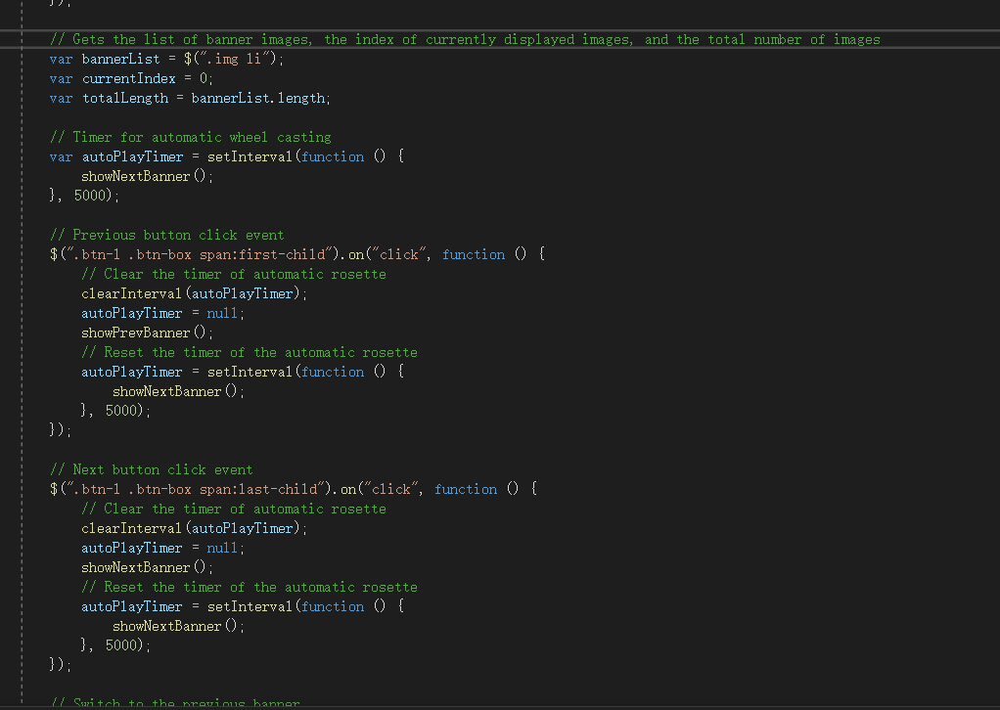 });
// Gets the list of banner images, the index of currently displayed images, and the total number of images
var bannerList = $(".img li");
var currentIndex = 0;
var totalLength = bannerList.length;
// Timer for automatic wheel casting
var autoPlayTimer = setInterval(function () {
showNextBanner();
}, 5000);
// Previous button click event
$(".btn-l .btn-box span:first-child").on("click", function () {
// Clear the timer of automatic rosette
clearInterval(autoPlayTimer);
autoPlayTimer = null;
showPrevBanner();
// Reset the timer of the automatic rosette
autoPlayTimer = setInterval(function () {
showNextBanner();
}, 5000);
});
// Next button click event
$(".btn-l .btn-box span:last-child").on("click", function () {
// Clear the timer of automatic rosette
clearInterval(autoPlayTimer);
autoPlayTimer = null;
showNextBanner();
// Reset the timer of the automatic rosette
autoPlayTimer = setInterval(function () {
showNextBanner();
}, 5000);
});
// Switch to the previous banner